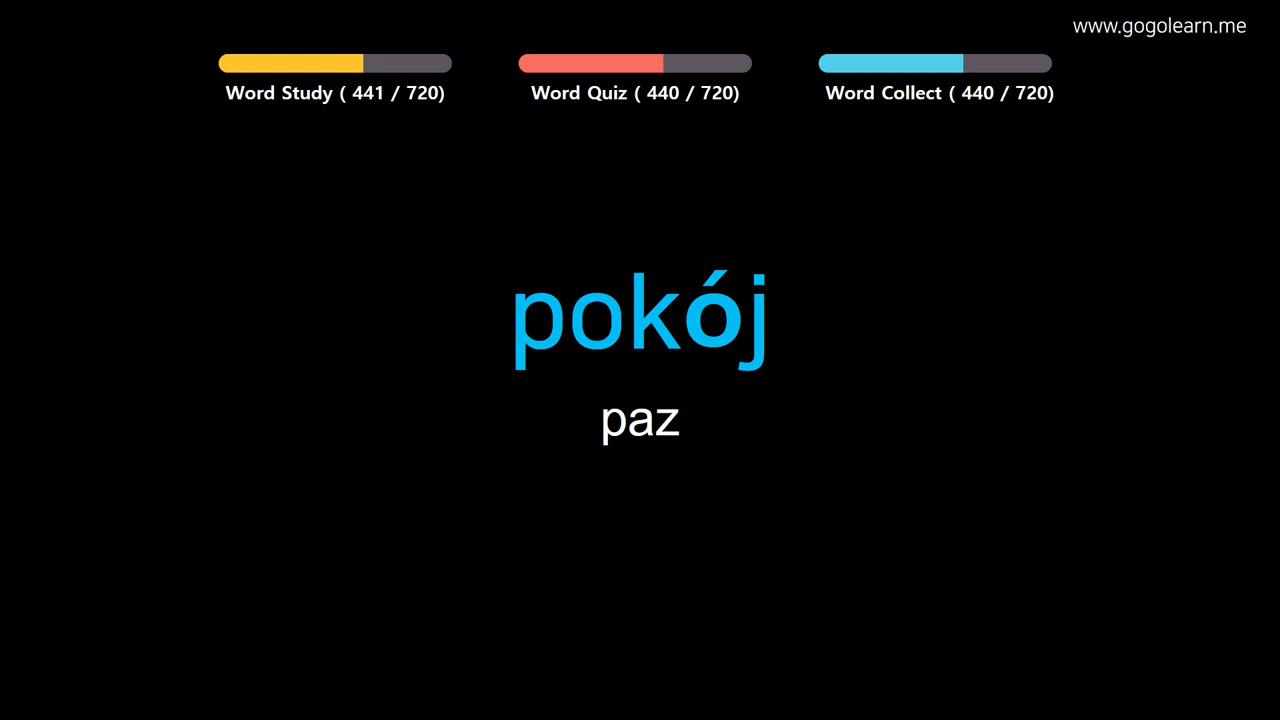 www.gogolearn.me
Word Study ( 441 / 720)
Word Quiz ( 440 / 720)
Word Collect ( 440 / 720)
pokój
paz